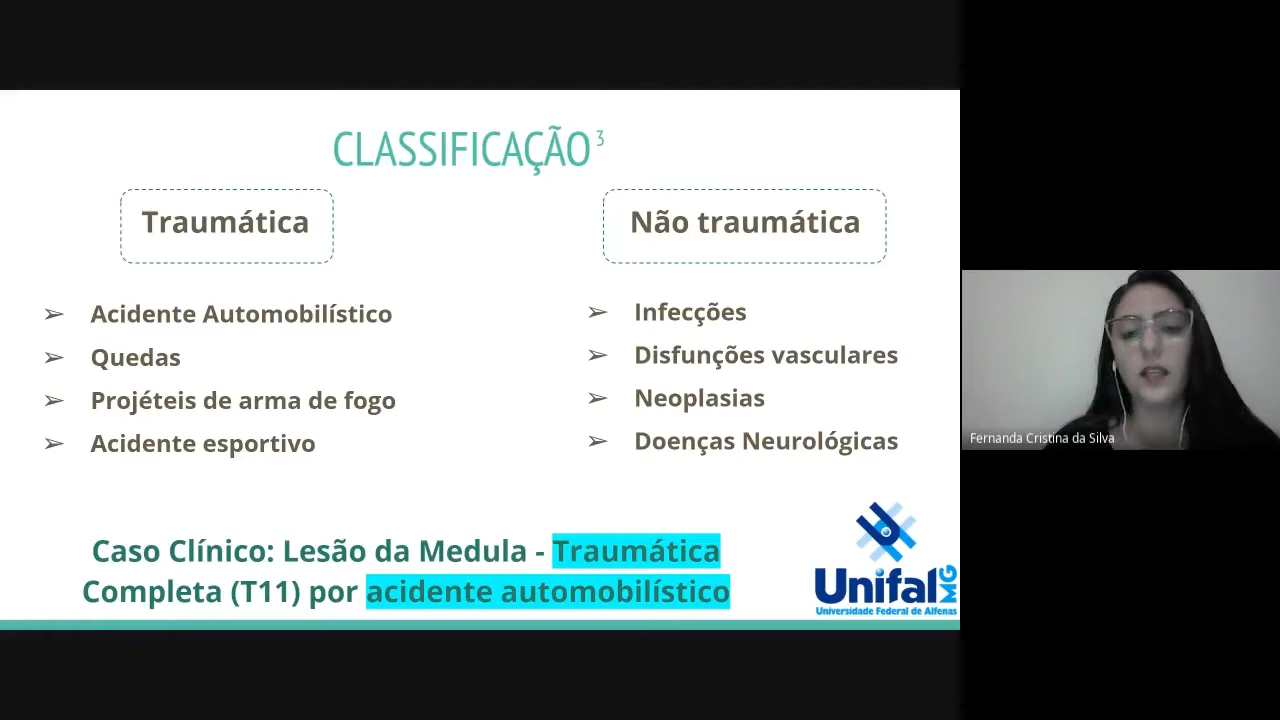 CLASSIFICAÇÃO³
Traumática
Não traumática
➢ Acidente Automobilístico
➢ Quedas
➢ Projéteis de arma de fogo
➢ Acidente esportivo
➢ Infecções
➢ Disfunções vasculares
➢ Neoplasias
➢ Doenças Neurológicas
Caso Clínico: Lesão da Medula - Traumática
Completa (T11) por acidente automobilístico
Unifal MG
Universidade Federal de Alfenas
Fernanda Cristina da Silva